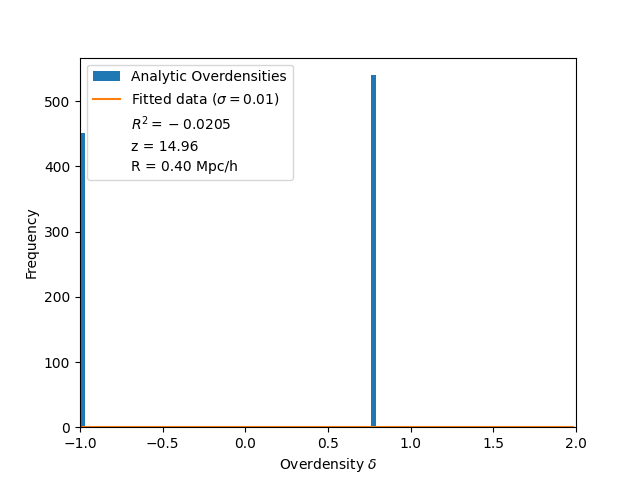 Analytic Overdensities
Fitted data (σ = 0.01)
R² = −0.0205
z = 14.96
R = 0.40 Mpc/h
500
400
300
200
100
0
Frequency
−1.0 −0.5 0.0 0.5 1.0 1.5 2.0
Overdensity δ